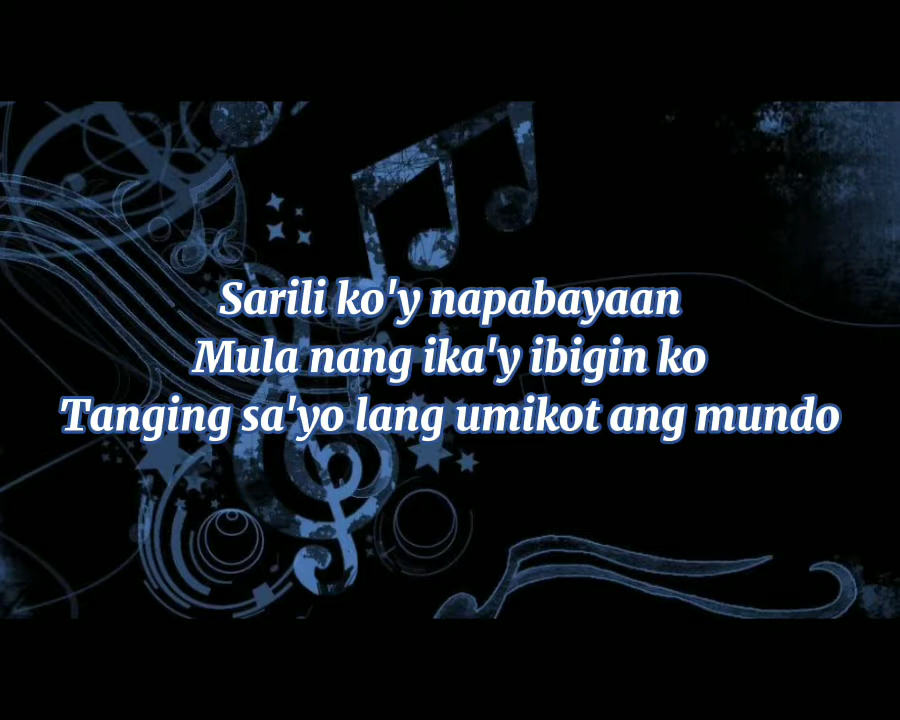 Sarili ko'y napabayaan
Mula nang ika'y ibigin ko
Tanging sa'yo lang umikot ang mundo